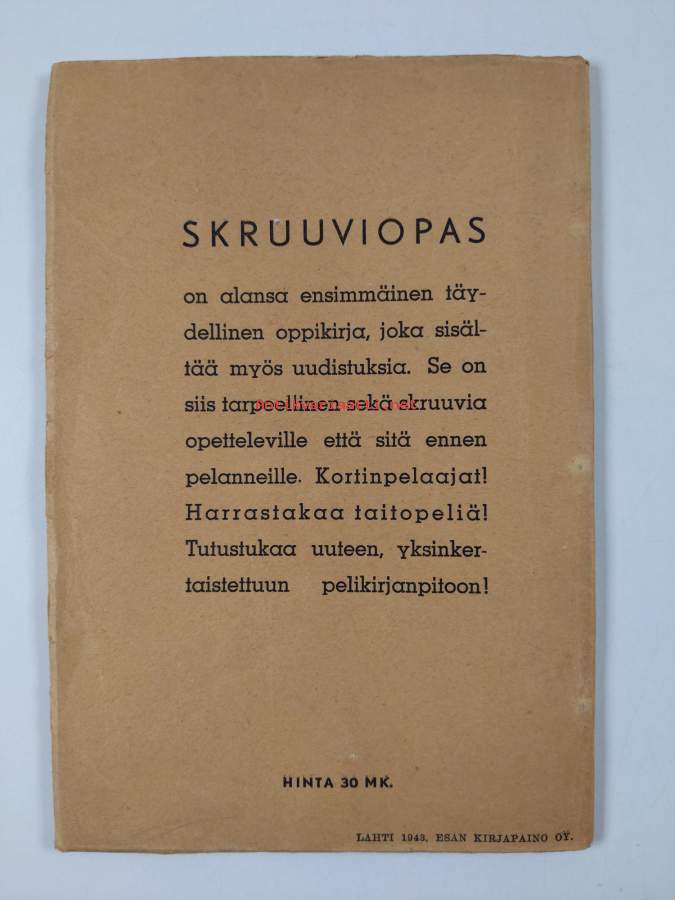 SKRUUVIOPAS
on alansa ensimmäinen täy-
dellinen oppikirja, joka sisäl-
tää myös uudistuksia. Se on
siis tarpeellinen sekä skruuvia
opetteleville että sitä ennen
pelanneille. Kortinpelaajat!
Harrastakaa taitopeliä!
Tutustukaa uuteen, yksinker-
taistettuun pelikirjanpitoon!
HINTA 30 MK.
LAHTI 1943. ESAN KIRJAPAINO OY.